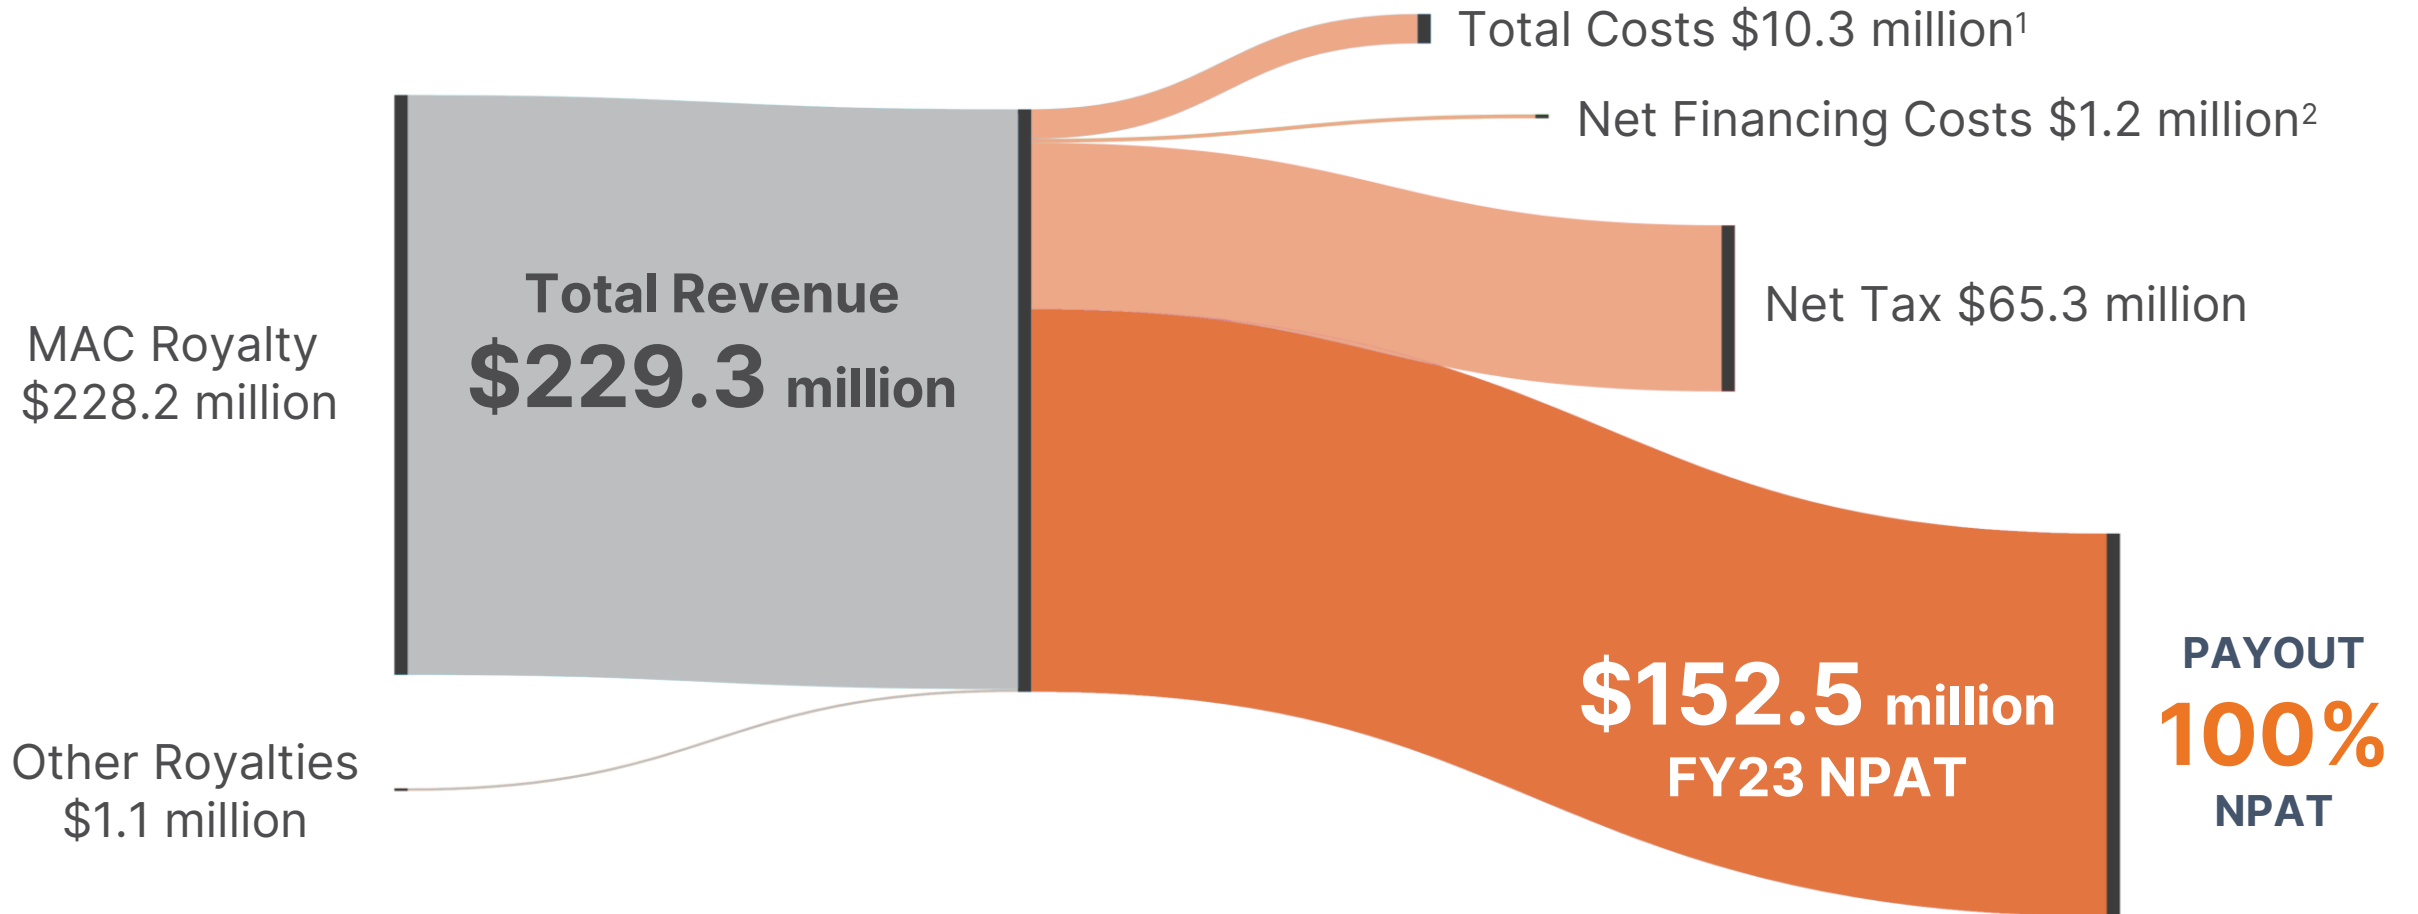 Total Costs $10.3 million¹
Net Financing Costs $1.2 million²
Net Tax $65.3 million
Total Revenue
$229.3 million
MAC Royalty
$228.2 million
Other Royalties
$1.1 million
$152.5 million
FY23 NPAT
PAYOUT
100%
NPAT